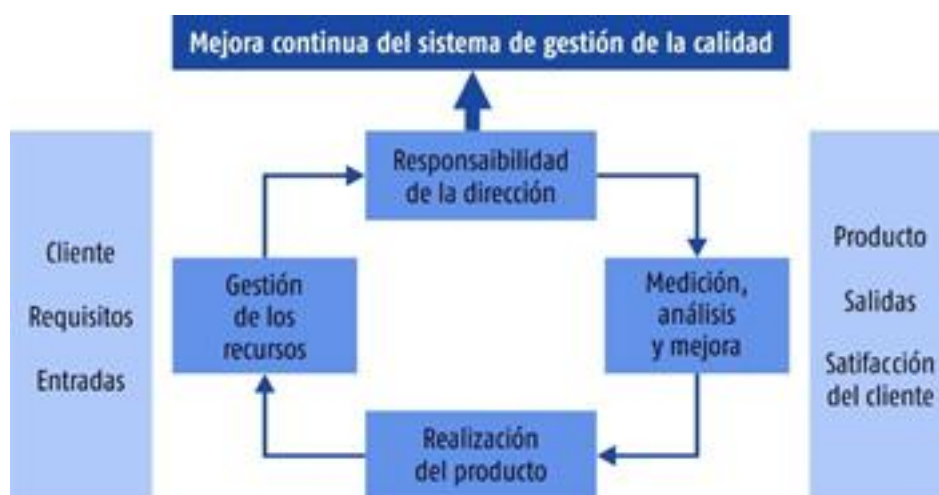 Mejora continua del sistema de gestión de la calidad
Responsaibilidad
de la dirección
Cliente
Requisitos
Entradas
Gestión
de los
recursos
Medición,
análisis
y mejora
Realización
del producto
Producto
Salidas
Satifacción
del cliente